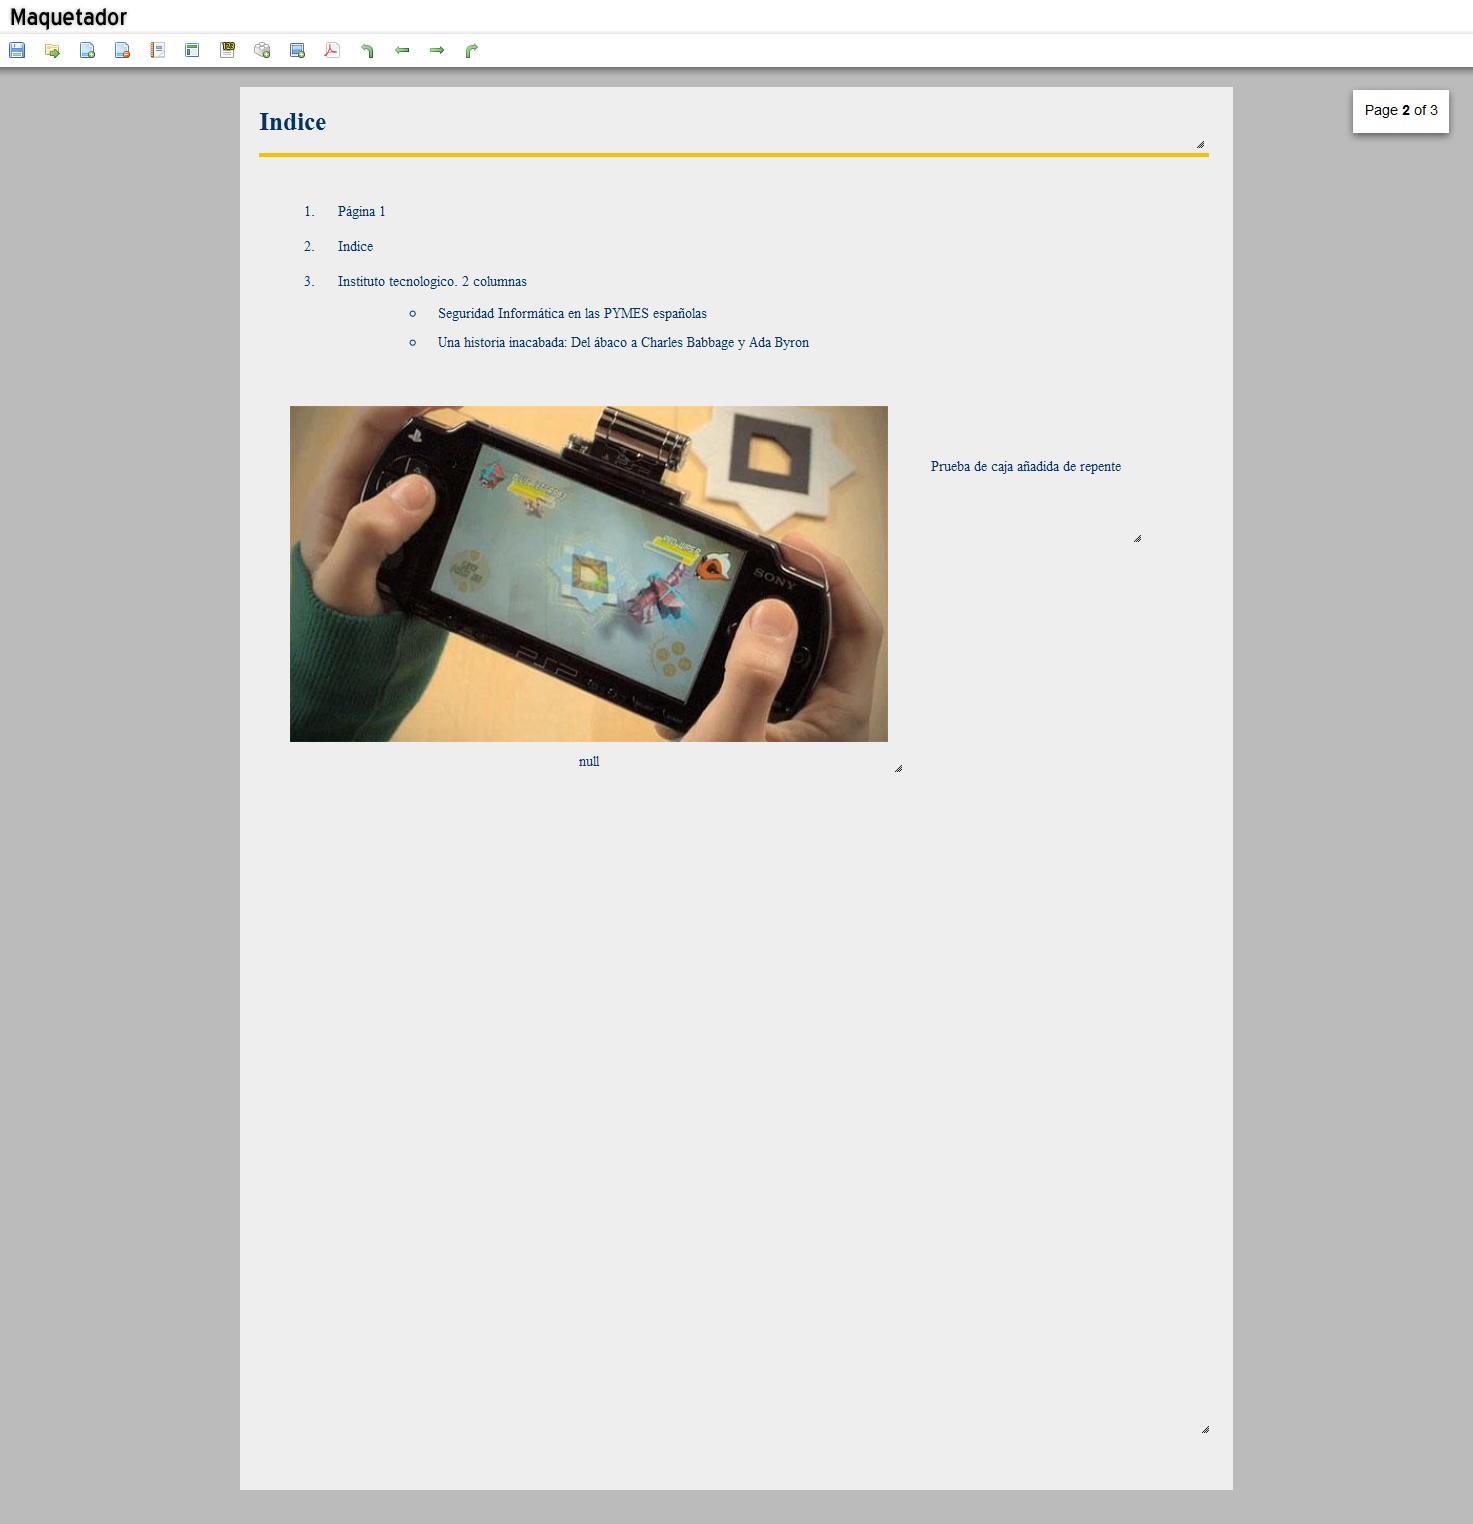 Maquetador
Page 2 of 3
Indice
1. Página 1
2. Indice
3. Instituto tecnologico. 2 columnas
Seguridad Informática en las PYMES españolas
Una historia inacabada: Del ábaco a Charles Babbage y Ada Byron
Prueba de caja añadida de repente
SONY
PSP
null